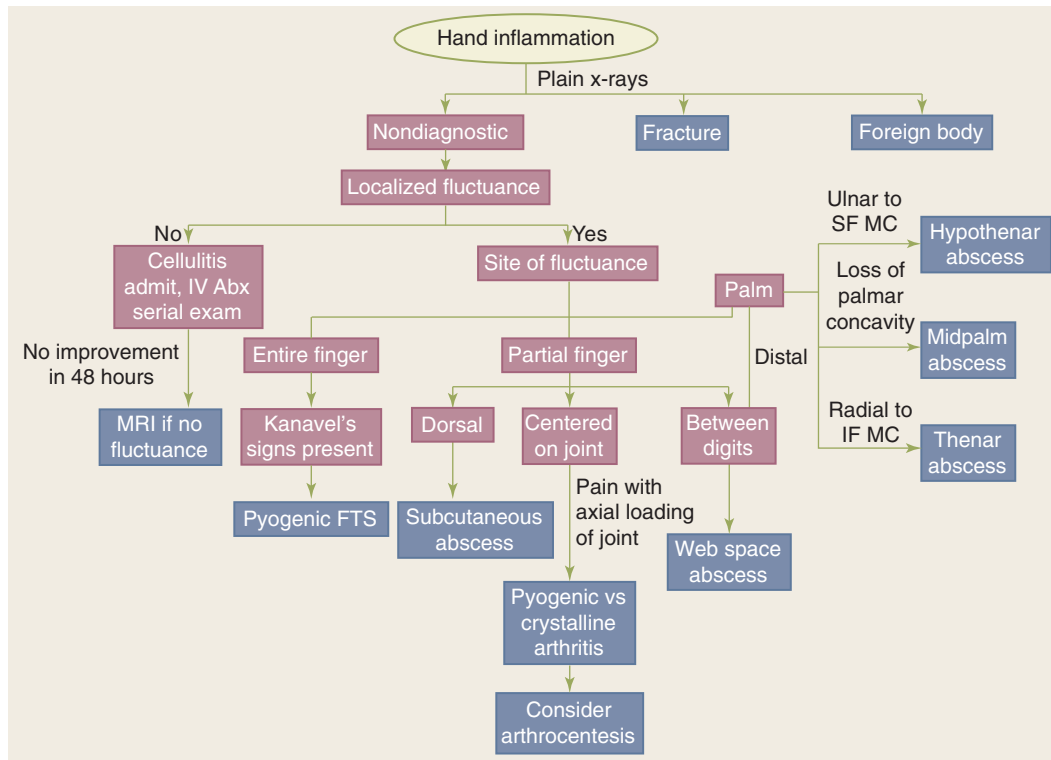 Hand inflammation
Plain x-rays
Nondiagnostic
Fracture
Foreign body
Localized fluctuance
No
Yes
Cellulitis
admit, IV Abx
serial exam
Site of fluctuance
Palm
Ulnar to
SF MC
Hypothenar
abscess
Loss of
palmar
concavity
Midpalm
abscess
Radial to
IF MC
Thenar
abscess
No improvement
in 48 hours
MRI if no
fluctuance
Entire finger
Partial finger
Distal
Kanavel's
signs present
Dorsal
Centered
on joint
Between
digits
Pyogenic FTS
Subcutaneous
abscess
Pain with
axial loading
of joint
Web space
abscess
Pyogenic vs
crystalline
arthritis
Consider
arthrocentesis